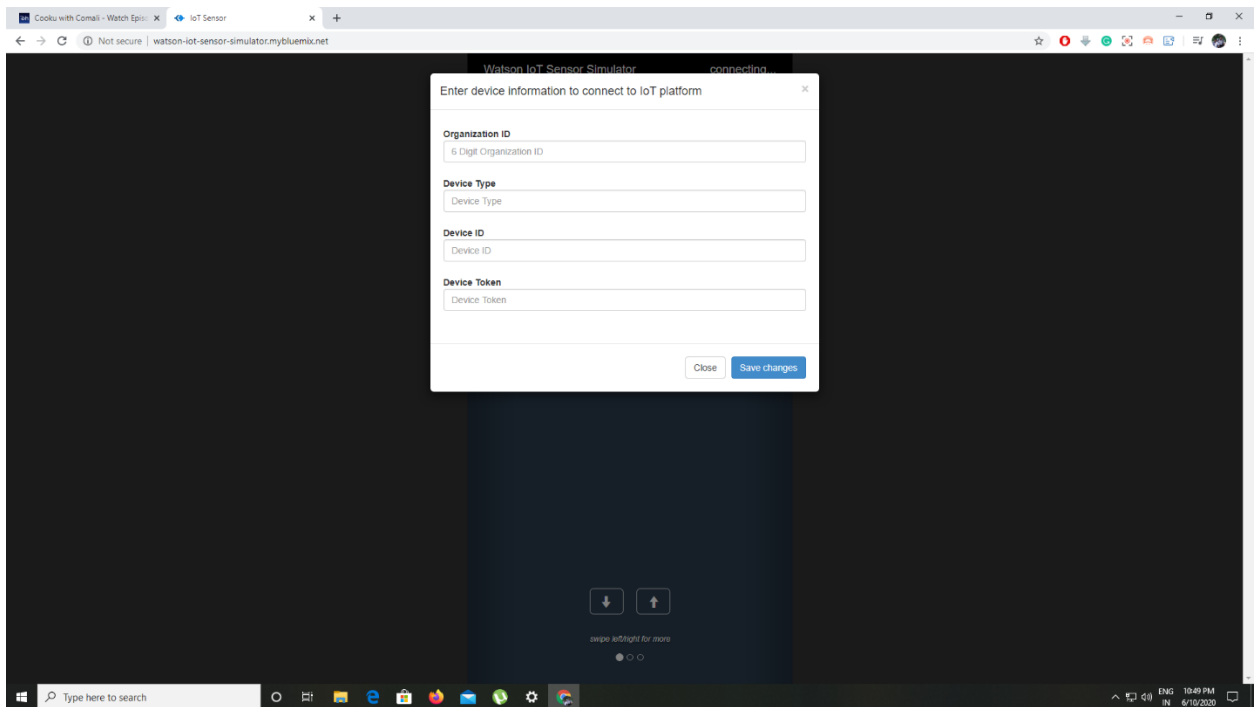 Cooku with Comali - Watch Epis
IoT Sensor
Not secure | watson-iot-sensor-simulator.mybluemix.net
Watson IoT Sensor Simulator connecting...
Enter device information to connect to IoT platform
Organization ID
6 Digit Organization ID
Device Type
Device Type
Device ID
Device ID
Device Token
Device Token
Close Save changes
swipe left/right for more
Type here to search
ENG 10:49 PM
IN 6/10/2020